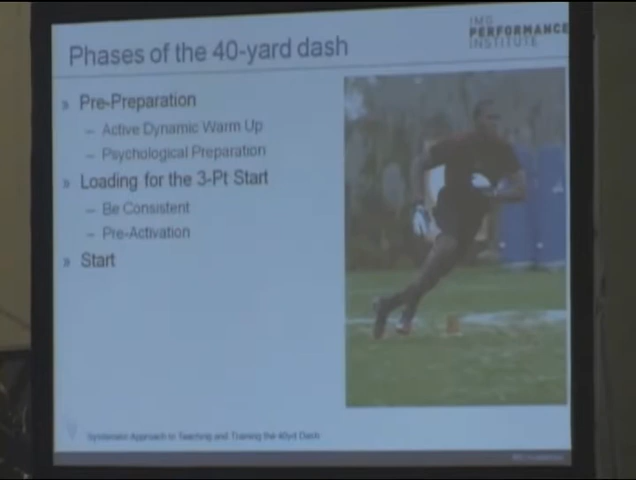 Phases of the 40-yard dash
IMG
PERFORMANCE
INSTITUTE
» Pre-Preparation
– Active Dynamic Warm Up
– Psychological Preparation
» Loading for the 3-Pt Start
– Be Consistent
– Pre-Activation
» Start
Systematic Approach to Teaching and Training the 40yd Dash